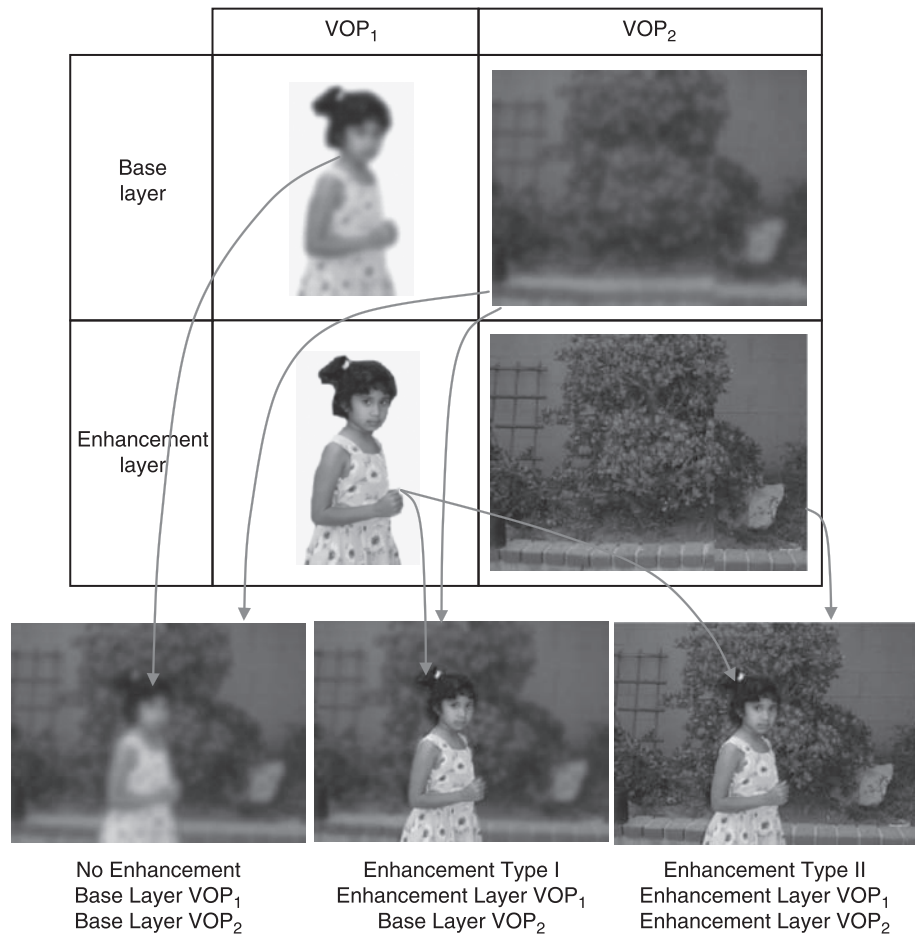 VOP₁
VOP₂
Base
layer
Enhancement
layer
No Enhancement
Base Layer VOP₁
Base Layer VOP₂
Enhancement Type I
Enhancement Layer VOP₁
Base Layer VOP₂
Enhancement Type II
Enhancement Layer VOP₁
Enhancement Layer VOP₂